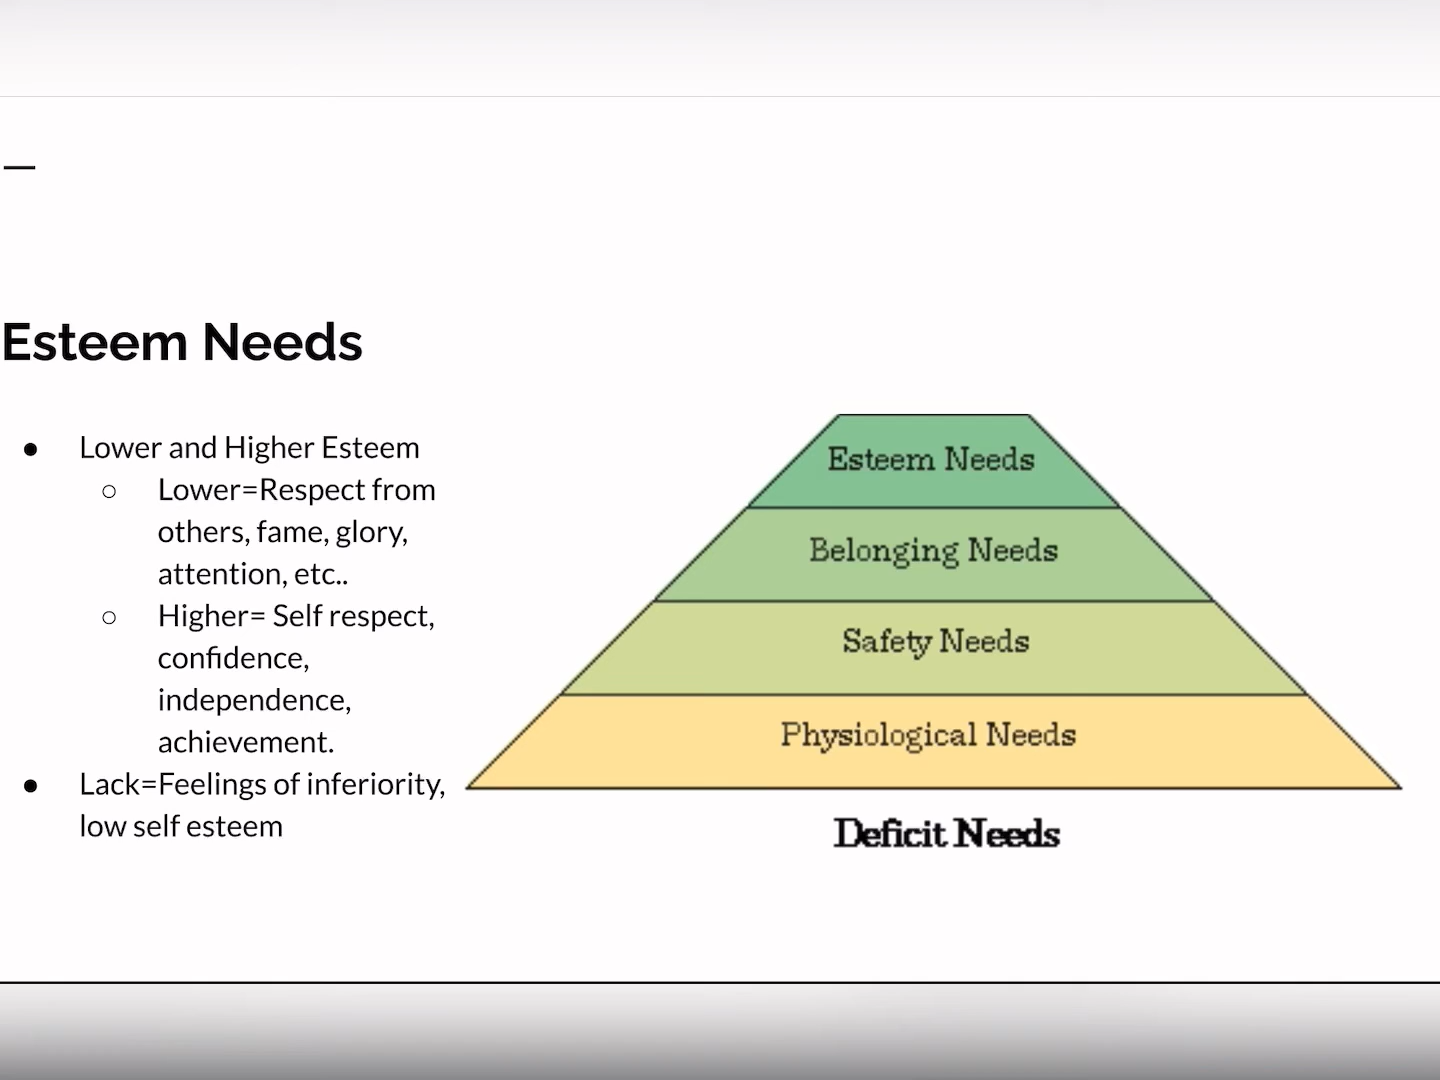 Esteem Needs
● Lower and Higher Esteem
○ Lower=Respect from
others, fame, glory,
attention, etc..
○ Higher= Self respect,
confidence,
independence,
achievement.
● Lack=Feelings of inferiority,
low self esteem
Esteem Needs
Belonging Needs
Safety Needs
Physiological Needs
Deficit Needs